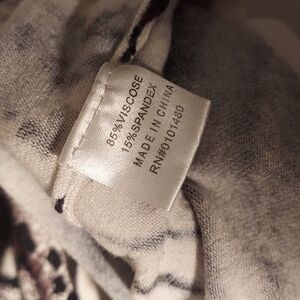 85%VISCOSE
15%SPANDEX
MADE IN CHINA
RN#0101480